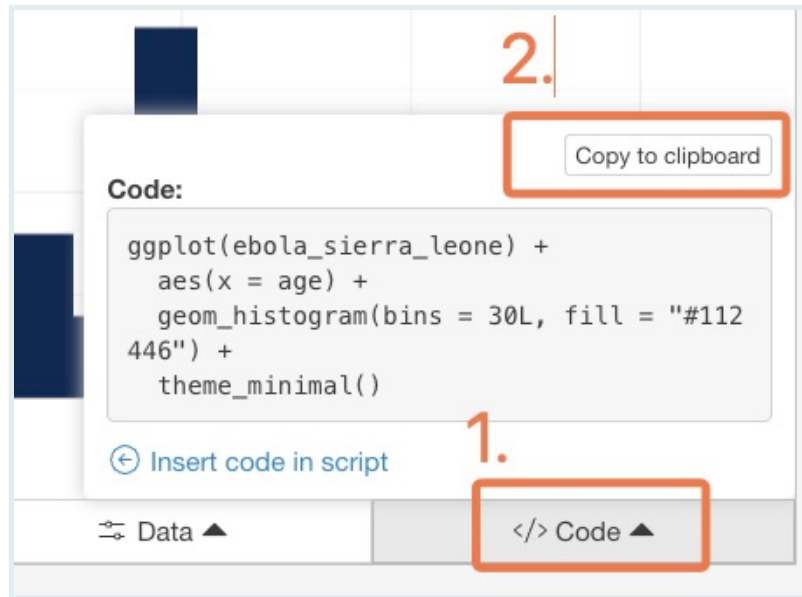 2.
Copy to clipboard
Code:
ggplot(ebola_sierra_leone) +
  aes(x = age) +
  geom_histogram(bins = 30L, fill = "#112
446") +
  theme_minimal()
1.
Insert code in script
Data
</> Code